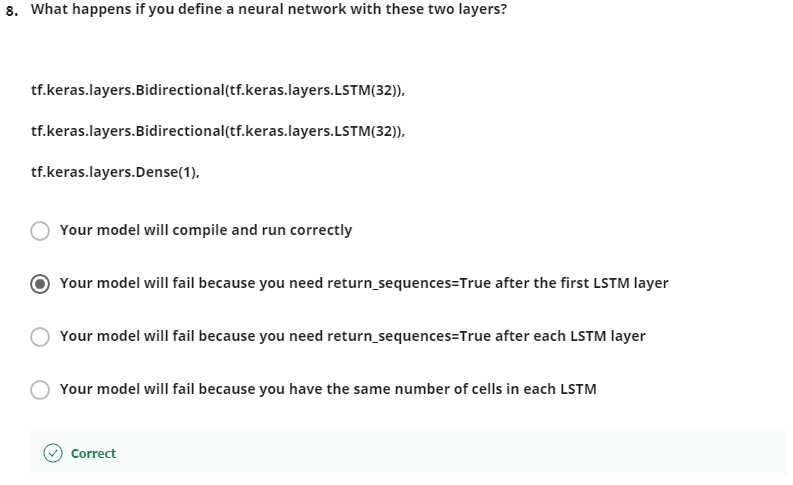 8. What happens if you define a neural network with these two layers?
tf.keras.layers.Bidirectional(tf.keras.layers.LSTM(32)),
tf.keras.layers.Bidirectional(tf.keras.layers.LSTM(32)),
tf.keras.layers.Dense(1),
Your model will compile and run correctly
Your model will fail because you need return_sequences=True after the first LSTM layer
Your model will fail because you need return_sequences=True after each LSTM layer
Your model will fail because you have the same number of cells in each LSTM
Correct